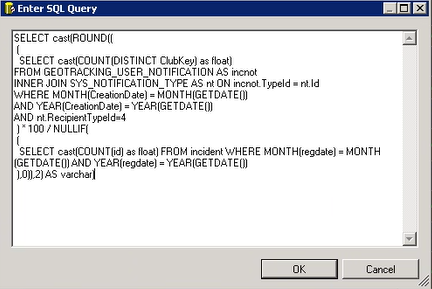 Enter SQL Query
SELECT cast(ROUND((
(
SELECT cast(COUNT(DISTINCT ClubKey) as float)
FROM GEOTRACKING_USER_NOTIFICATION AS incnot
INNER JOIN SYS_NOTIFICATION_TYPE AS nt ON incnot.TypeId = nt.Id
WHERE MONTH(CreationDate) = MONTH(GETDATE())
AND YEAR(CreationDate) = YEAR(GETDATE())
AND nt.RecipientTypeId=4
) * 100 / NULLIF(
(
SELECT cast(COUNT(id) as float) FROM incident WHERE MONTH(regdate) = MONTH
(GETDATE()) AND YEAR(regdate) = YEAR(GETDATE())
),0)),2) AS varchar)
OK
Cancel